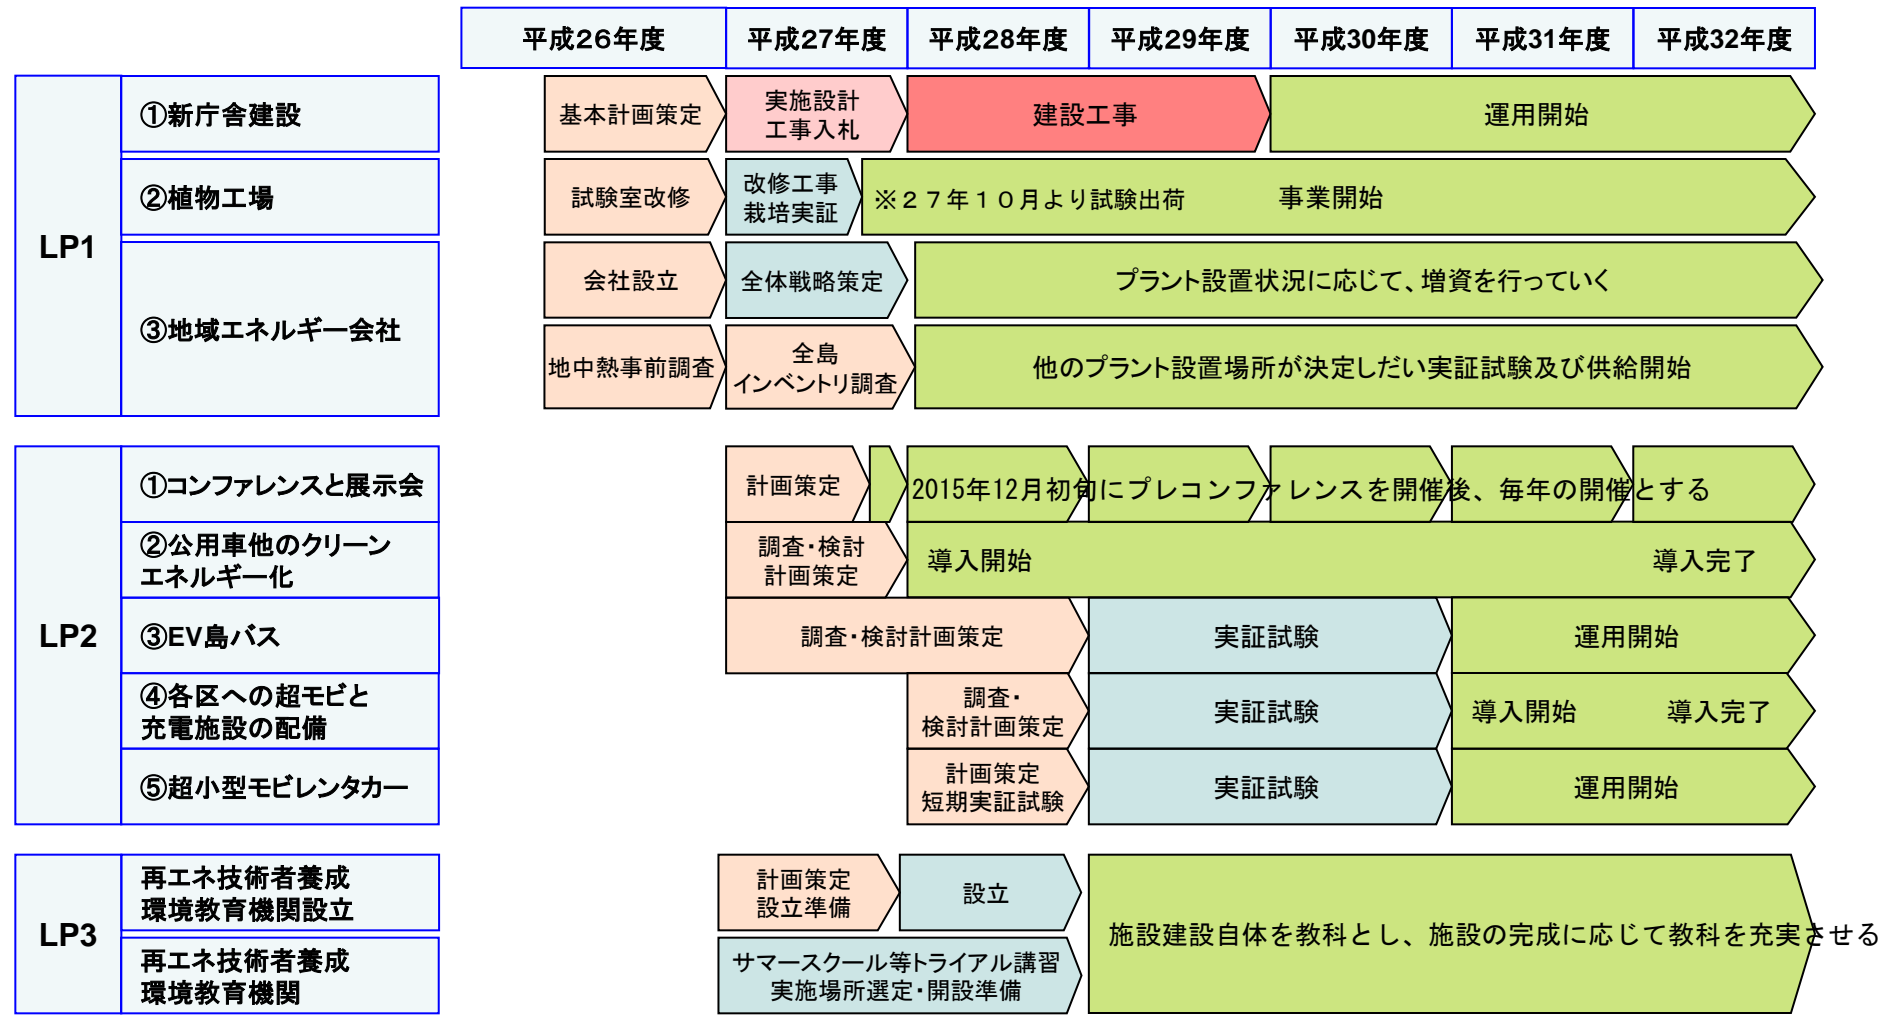 平成26年度
平成27年度
平成28年度
平成29年度
平成30年度
平成31年度
平成32年度
LP1
①新庁舎建設
基本計画策定
実施設計
工事入札
建設工事
運用開始
②植物工場
試験室改修
改修工事
栽培実証
※２７年１０月より試験出荷
事業開始
③地域エネルギー会社
会社設立
全体戦略策定
プラント設置状況に応じて、増資を行っていく
地中熱事前調査
全島
インベントリ調査
他のプラント設置場所が決定しだい実証試験及び供給開始
LP2
①コンファレンスと展示会
計画策定
2015年12月初旬にプレコンファレンスを開催後、毎年の開催とする
②公用車他のクリーン
エネルギー化
調査・検討
計画策定
導入開始
導入完了
③EV島バス
調査・検討計画策定
実証試験
運用開始
④各区への超モビと
充電施設の配備
調査・
検討計画策定
実証試験
導入開始
導入完了
⑤超小型モビレンタカー
計画策定
短期実証試験
実証試験
運用開始
LP3
再エネ技術者養成
環境教育機関設立
計画策定
設立準備
設立
施設建設自体を教科とし、施設の完成に応じて教科を充実させる
再エネ技術者養成
環境教育機関
サマースクール等トライアル講習
実施場所選定・開設準備